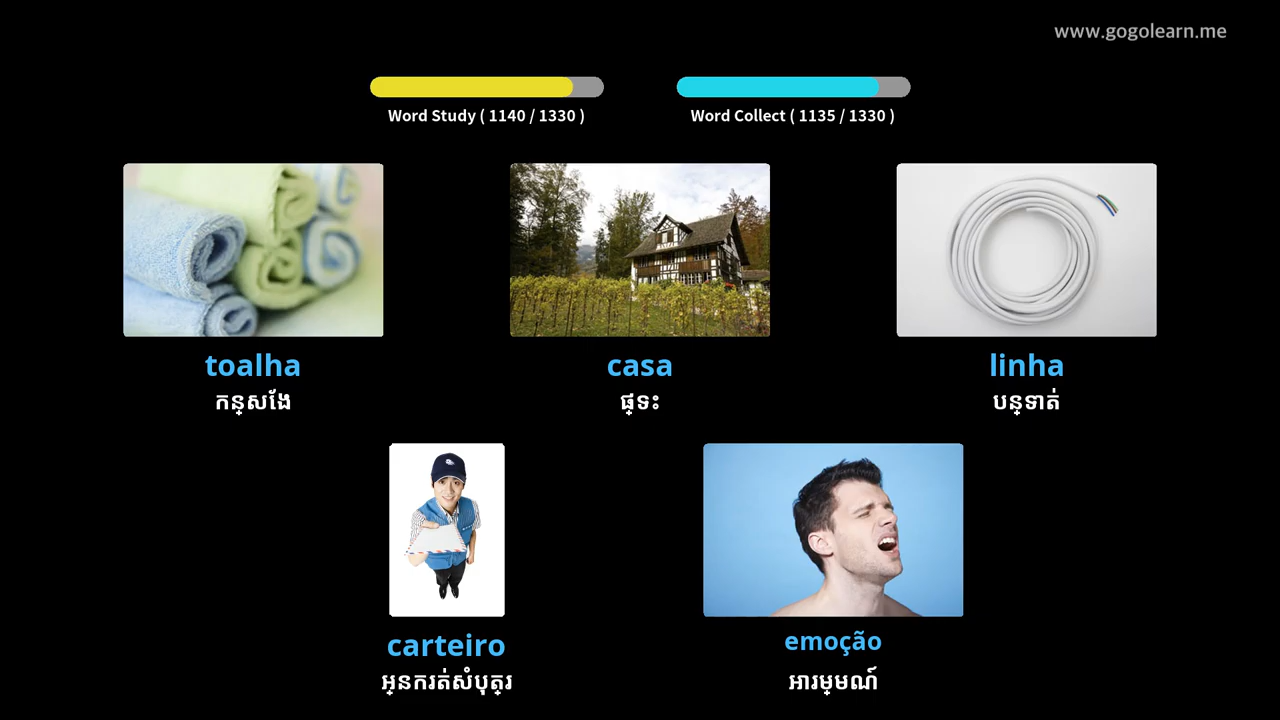 www.gogolearn.me
Word Study ( 1140 / 1330 )
Word Collect ( 1135 / 1330 )
toalha
casa
linha
កន្សែង
ផ្ទះ
បន្ទាត់
carteiro
emoção
អ្នករត់សំបុត្រ
អារម្មណ៍